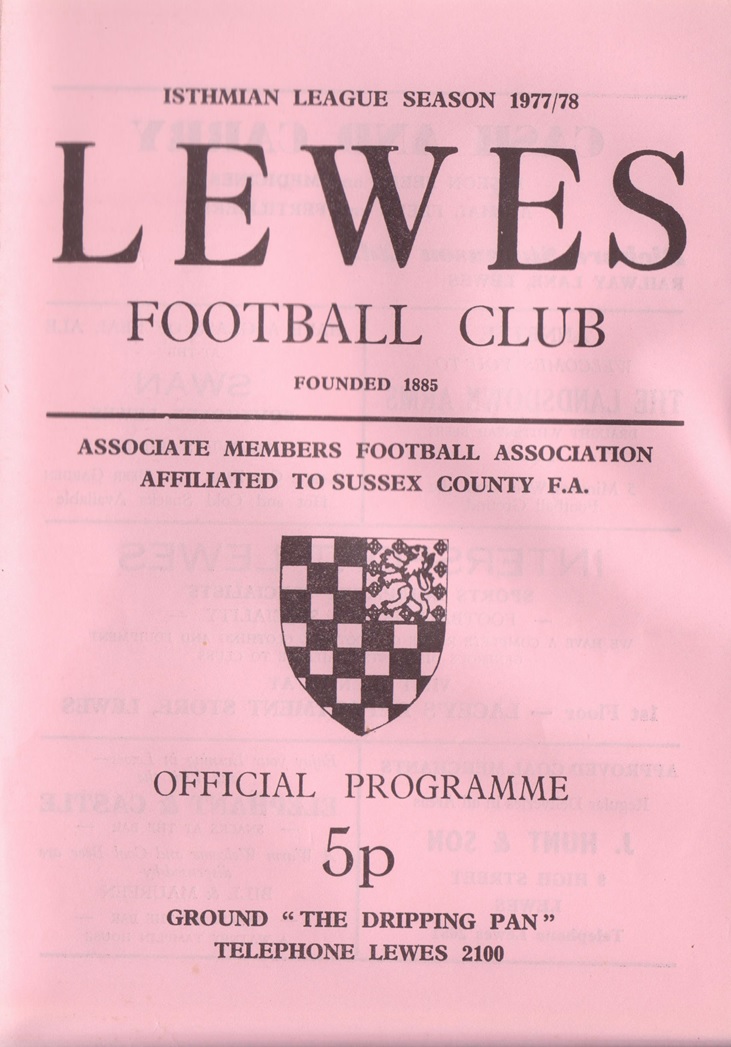 ISTHMIAN LEAGUE SEASON 1977/78
LEWES
FOOTBALL CLUB
FOUNDED 1885
ASSOCIATE MEMBERS FOOTBALL ASSOCIATION
AFFILIATED TO SUSSEX COUNTY F.A.
OFFICIAL PROGRAMME
5p
GROUND “THE DRIPPING PAN”
TELEPHONE LEWES 2100